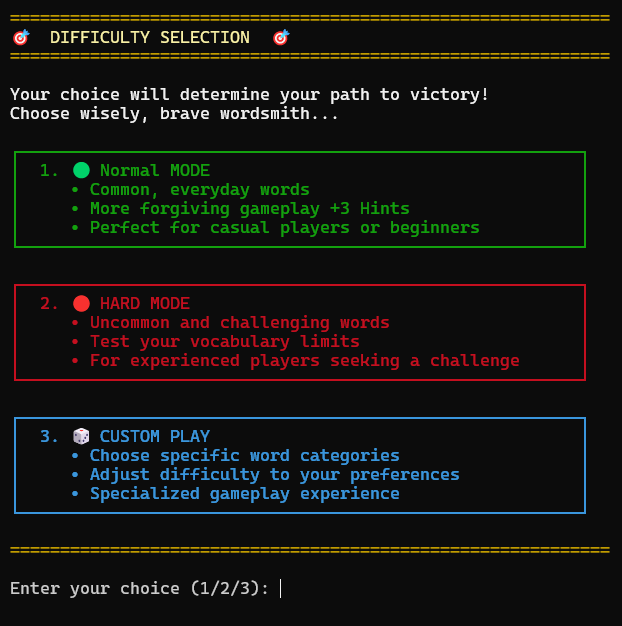 ============================================================
🎯  DIFFICULTY SELECTION  🎯
============================================================
Your choice will determine your path to victory!
Choose wisely, brave wordsmith...
1. 🟢 Normal MODE
• Common, everyday words
• More forgiving gameplay +3 Hints
• Perfect for casual players or beginners
2. 🔴 HARD MODE
• Uncommon and challenging words
• Test your vocabulary limits
• For experienced players seeking a challenge
3. 🎲 CUSTOM PLAY
• Choose specific word categories
• Adjust difficulty to your preferences
• Specialized gameplay experience
============================================================
Enter your choice (1/2/3):